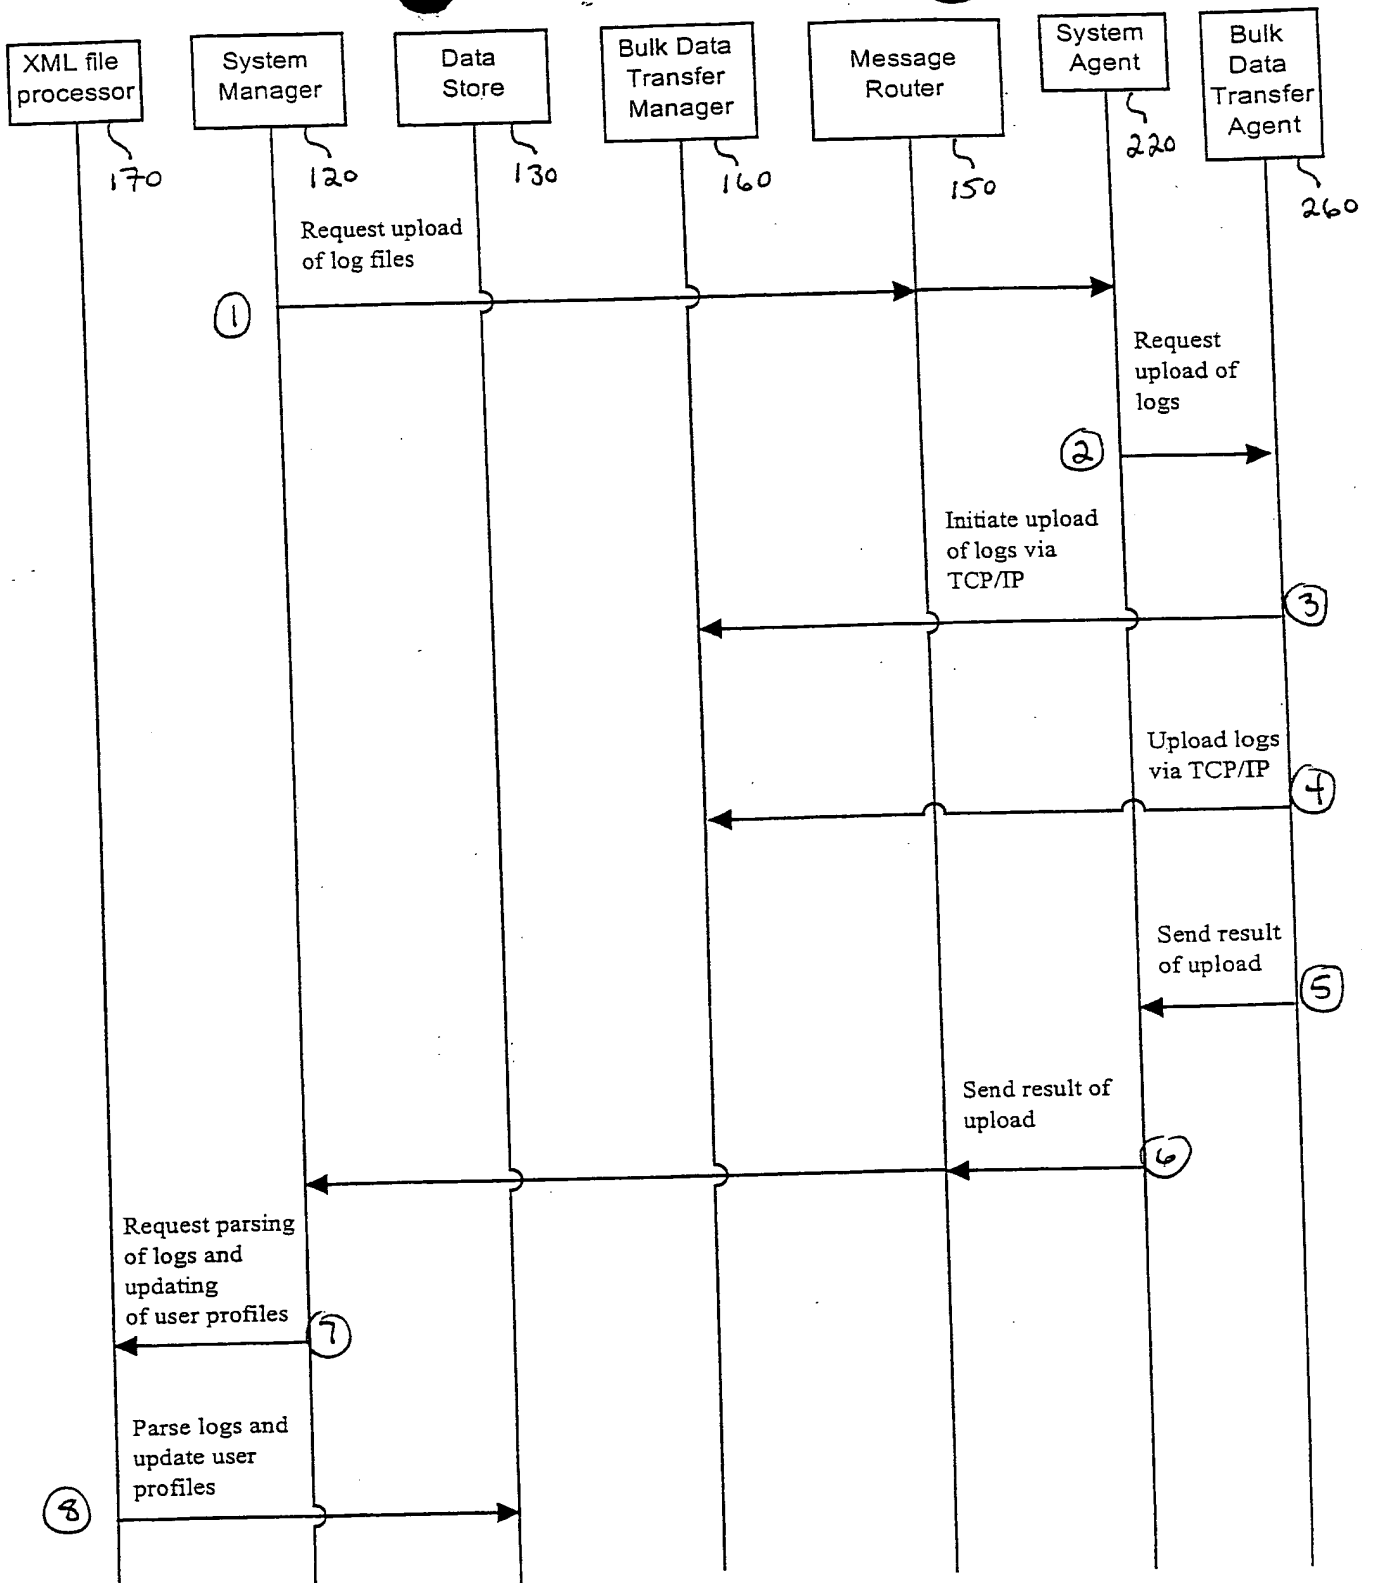 XML file
processor
System
Manager
Data
Store
Bulk Data
Transfer
Manager
Message
Router
System
Agent
Bulk
Data
Transfer
Agent
170
120
130
160
150
220
260
Request upload
of log files
1
Request
upload of
logs
2
Initiate upload
of logs via
TCP/IP
3
Upload logs
via TCP/IP
4
Send result
of upload
5
Send result of
upload
6
Request parsing
of logs and
updating
of user profiles
7
Parse logs and
update user
profiles
8